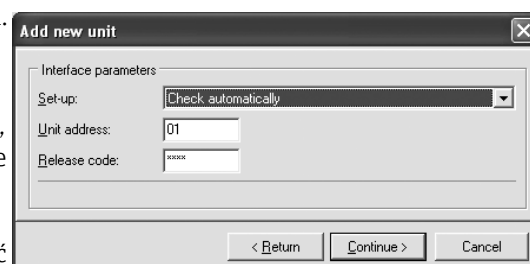 Add new unit
Interface parameters
Set-up: Check automatically
Unit address: 01
Release code: ****
< Return Continue > Cancel